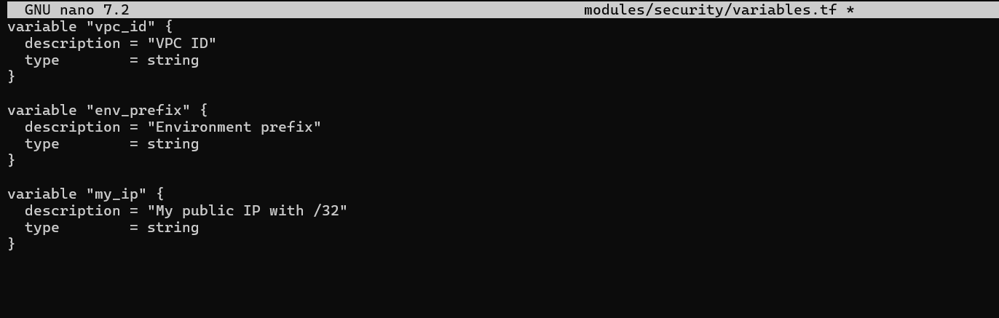 GNU nano 7.2 modules/security/variables.tf *
variable "vpc_id" {
  description = "VPC ID"
  type        = string
}

variable "env_prefix" {
  description = "Environment prefix"
  type        = string
}

variable "my_ip" {
  description = "My public IP with /32"
  type        = string
}